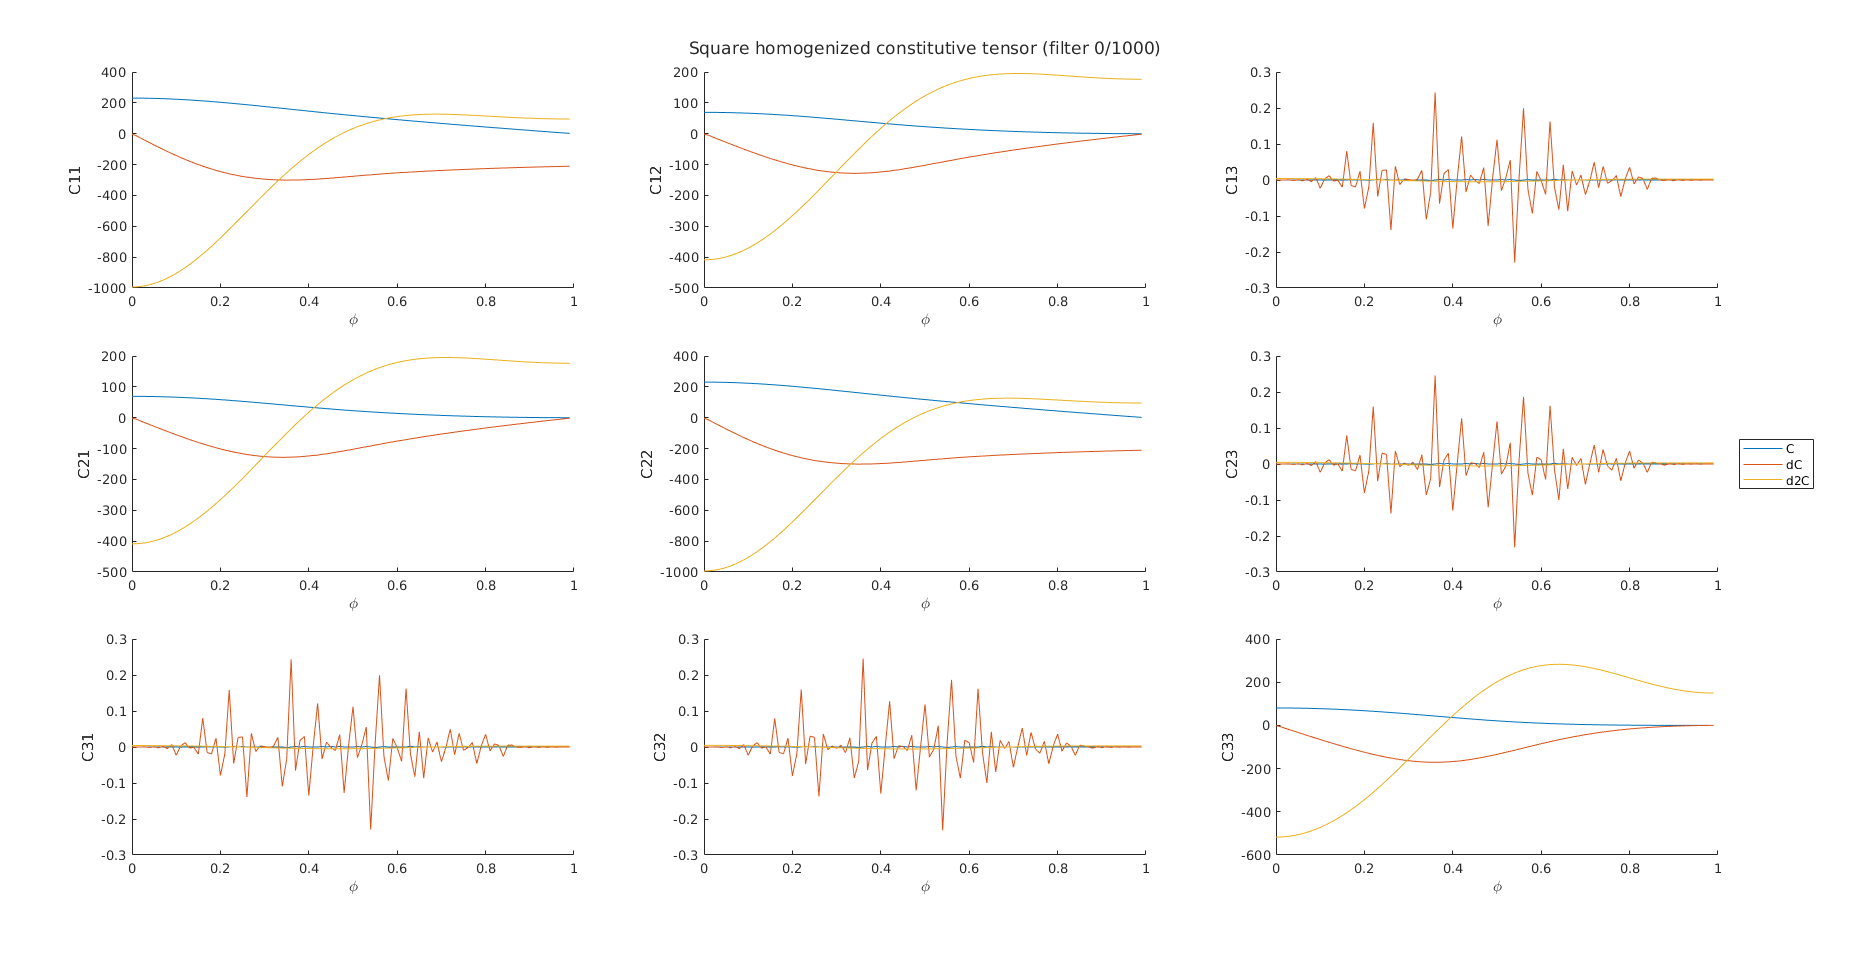 Square homogenized constitutive tensor (filter 0/1000)
400
200
0
-200
-400
-600
-800
-1000
C11
0 0.2 0.4 0.6 0.8 1
ϕ
200
100
0
-100
-200
-300
-400
-500
C12
0 0.2 0.4 0.6 0.8 1
ϕ
0.3
0.2
0.1
0
-0.1
-0.2
-0.3
C13
0 0.2 0.4 0.6 0.8 1
ϕ
200
100
0
-100
-200
-300
-400
-500
C21
0 0.2 0.4 0.6 0.8 1
ϕ
400
200
0
-200
-400
-600
-800
-1000
C22
0 0.2 0.4 0.6 0.8 1
ϕ
0.3
0.2
0.1
0
-0.1
-0.2
-0.3
C23
0 0.2 0.4 0.6 0.8 1
ϕ
C
dC
d2C
0.3
0.2
0.1
0
-0.1
-0.2
-0.3
C31
0 0.2 0.4 0.6 0.8 1
ϕ
0.3
0.2
0.1
0
-0.1
-0.2
-0.3
C32
0 0.2 0.4 0.6 0.8 1
ϕ
400
200
0
-200
-400
-600
C33
0 0.2 0.4 0.6 0.8 1
ϕ